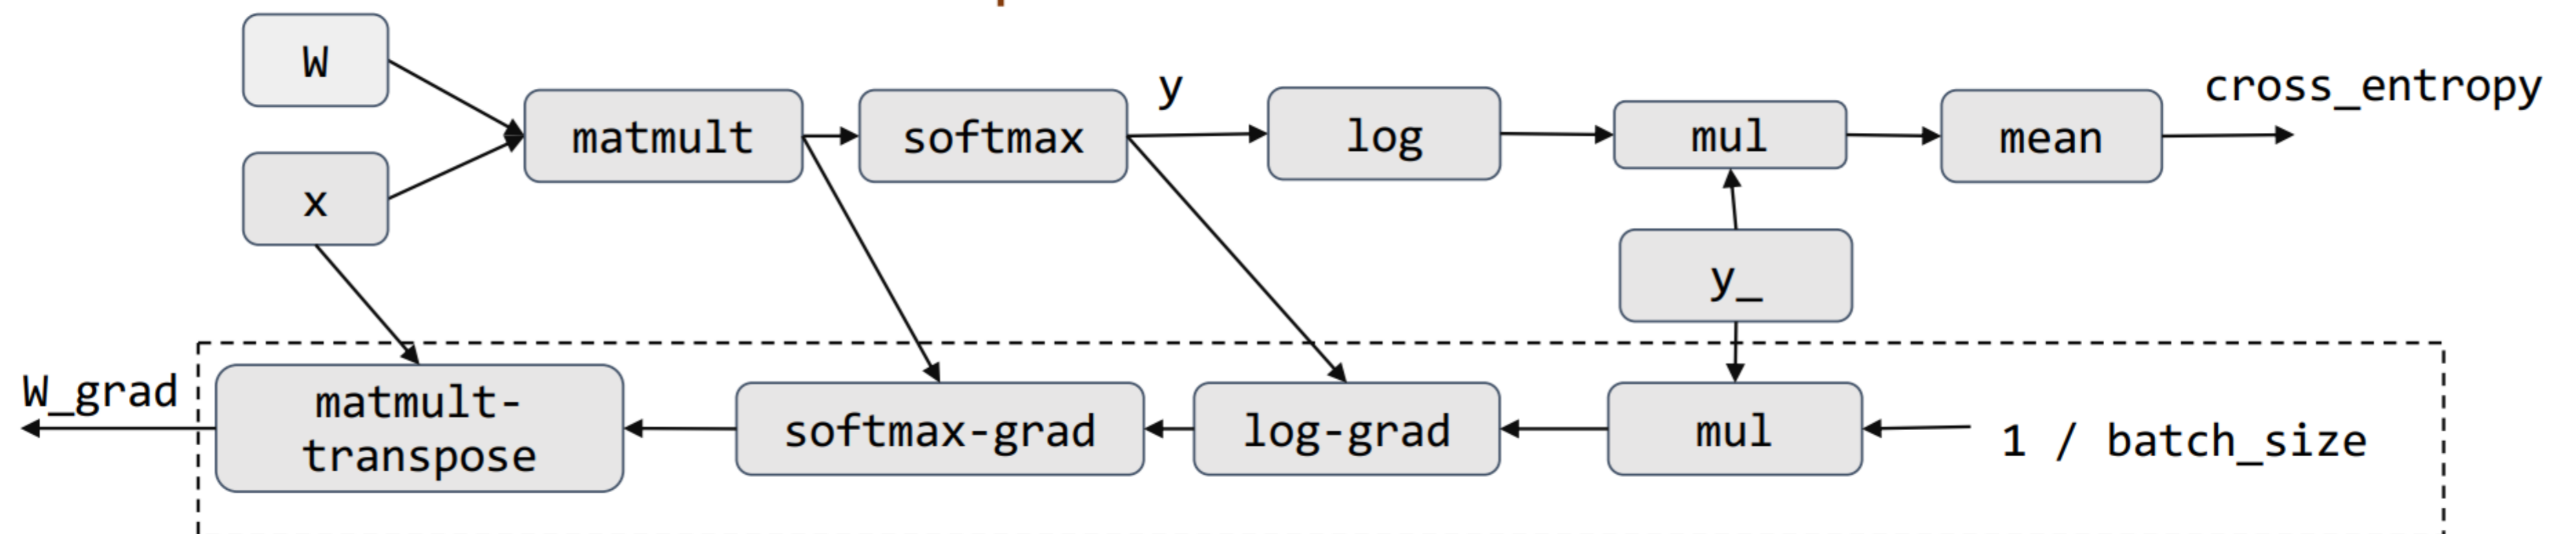 W
x
matmult
softmax
y
log
mul
mean
cross_entropy
y_
W_grad
matmult-
transpose
softmax-grad
log-grad
mul
1 / batch_size